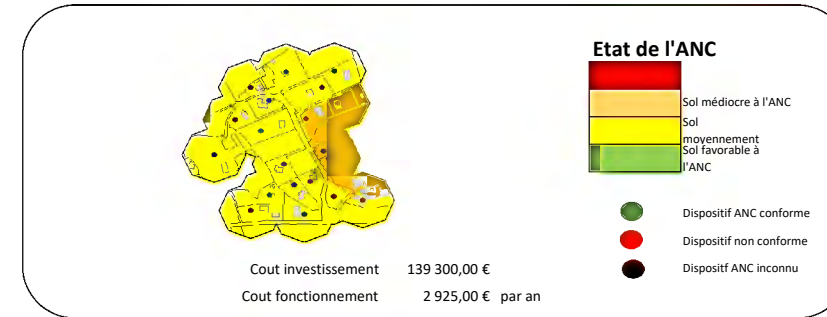 Etat de l'ANC
Sol médiocre à l'ANC
Sol
moyennement
Sol favorable à
l'ANC
Dispositif ANC conforme
Dispositif non conforme
Dispositf ANC inconnu
Cout investissement 139 300,00 €
Cout fonctionnement 2 925,00 € par an